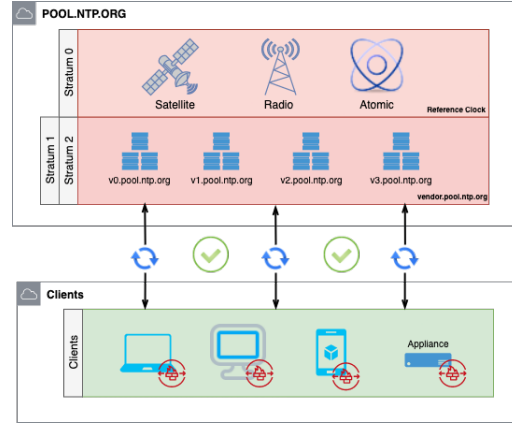 POOL.NTP.ORG
Stratum 0
Satellite
Radio
Atomic
Reference Clock
Stratum 1
Stratum 2
v0.pool.ntp.org
v1.pool.ntp.org
v2.pool.ntp.org
v3.pool.ntp.org
vendor.pool.ntp.org
Clients
Clients
Appliance